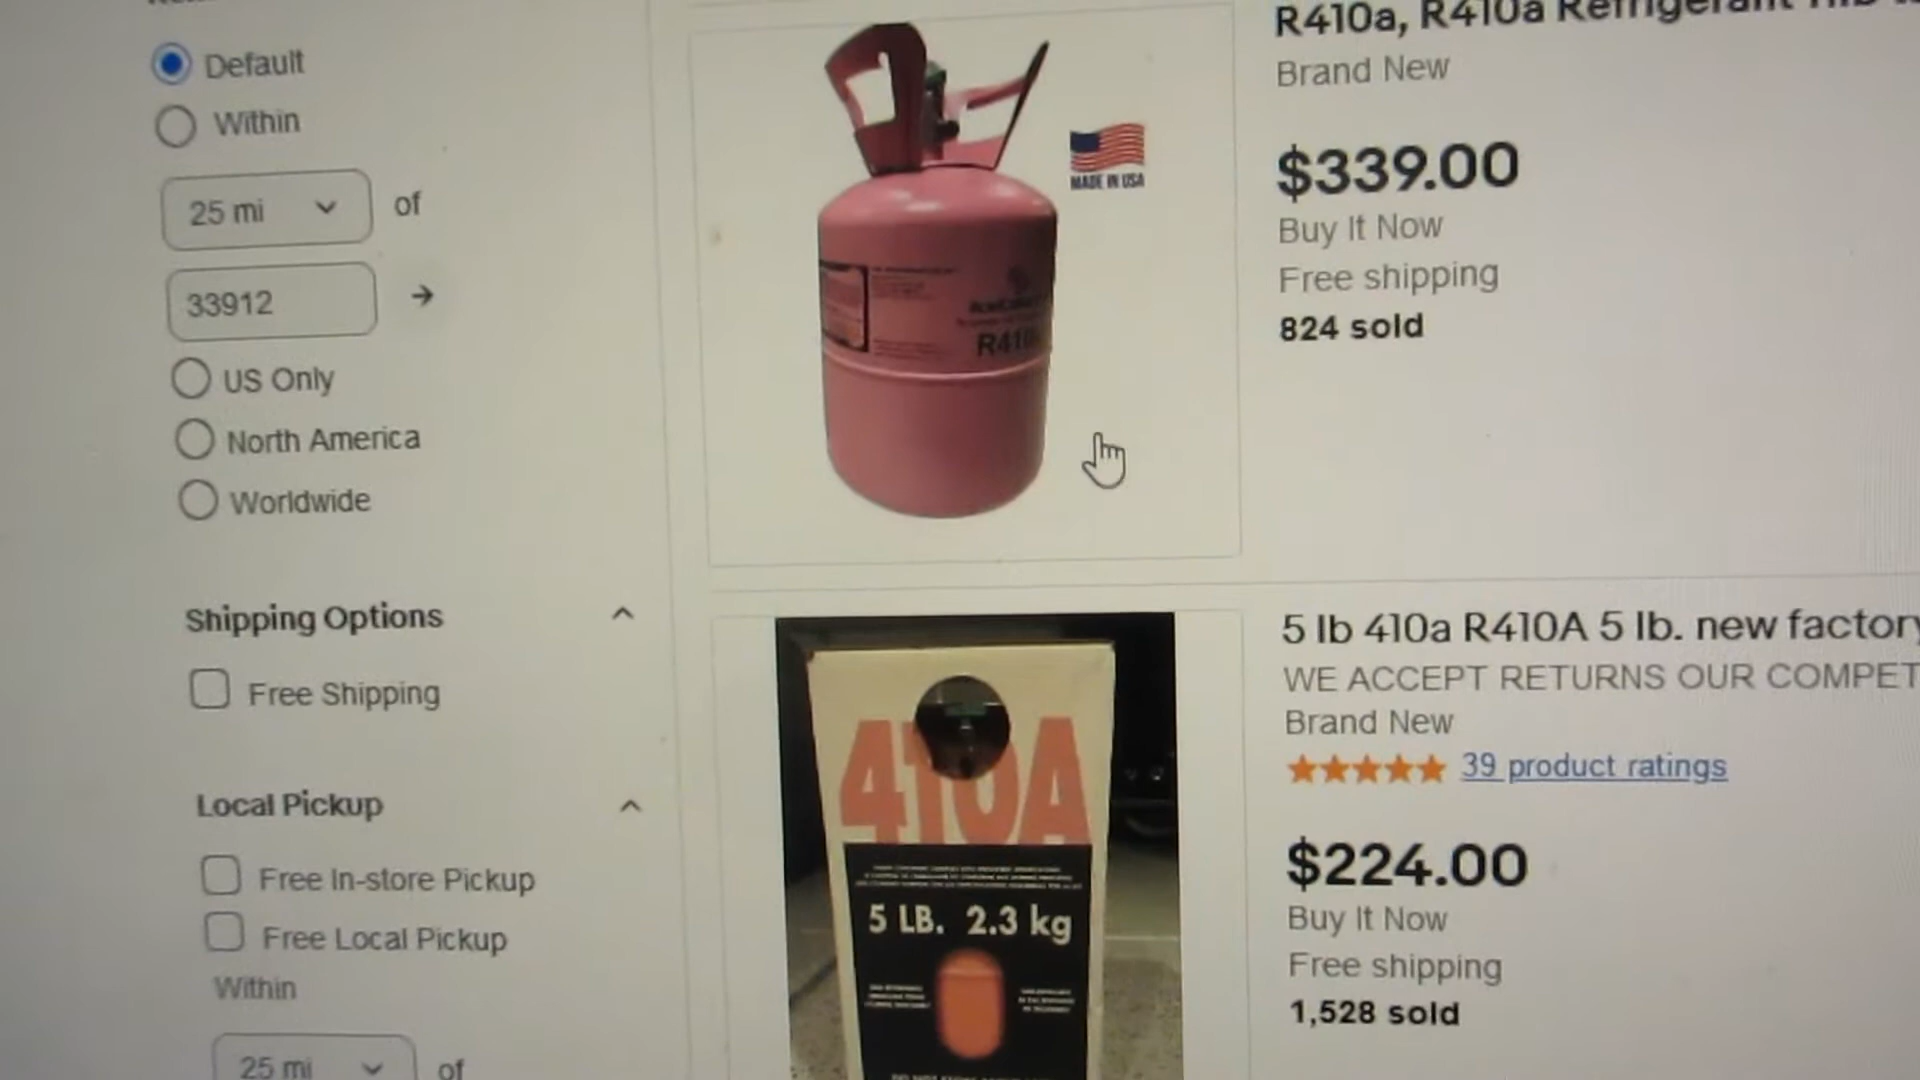 Default
Within
25 mi of
33912
US Only
North America
Worldwide
Shipping Options
Free Shipping
Local Pickup
Free In-store Pickup
Free Local Pickup
Within
25 mi of
MADE IN USA
R410
R410a, R410a Refrigerant
Brand New
$339.00
Buy It Now
Free shipping
824 sold
410A
5 LB. 2.3 kg
5 lb 410a R410A 5 lb. new factory
WE ACCEPT RETURNS OUR COMPET
Brand New
39 product ratings
$224.00
Buy It Now
Free shipping
1,528 sold